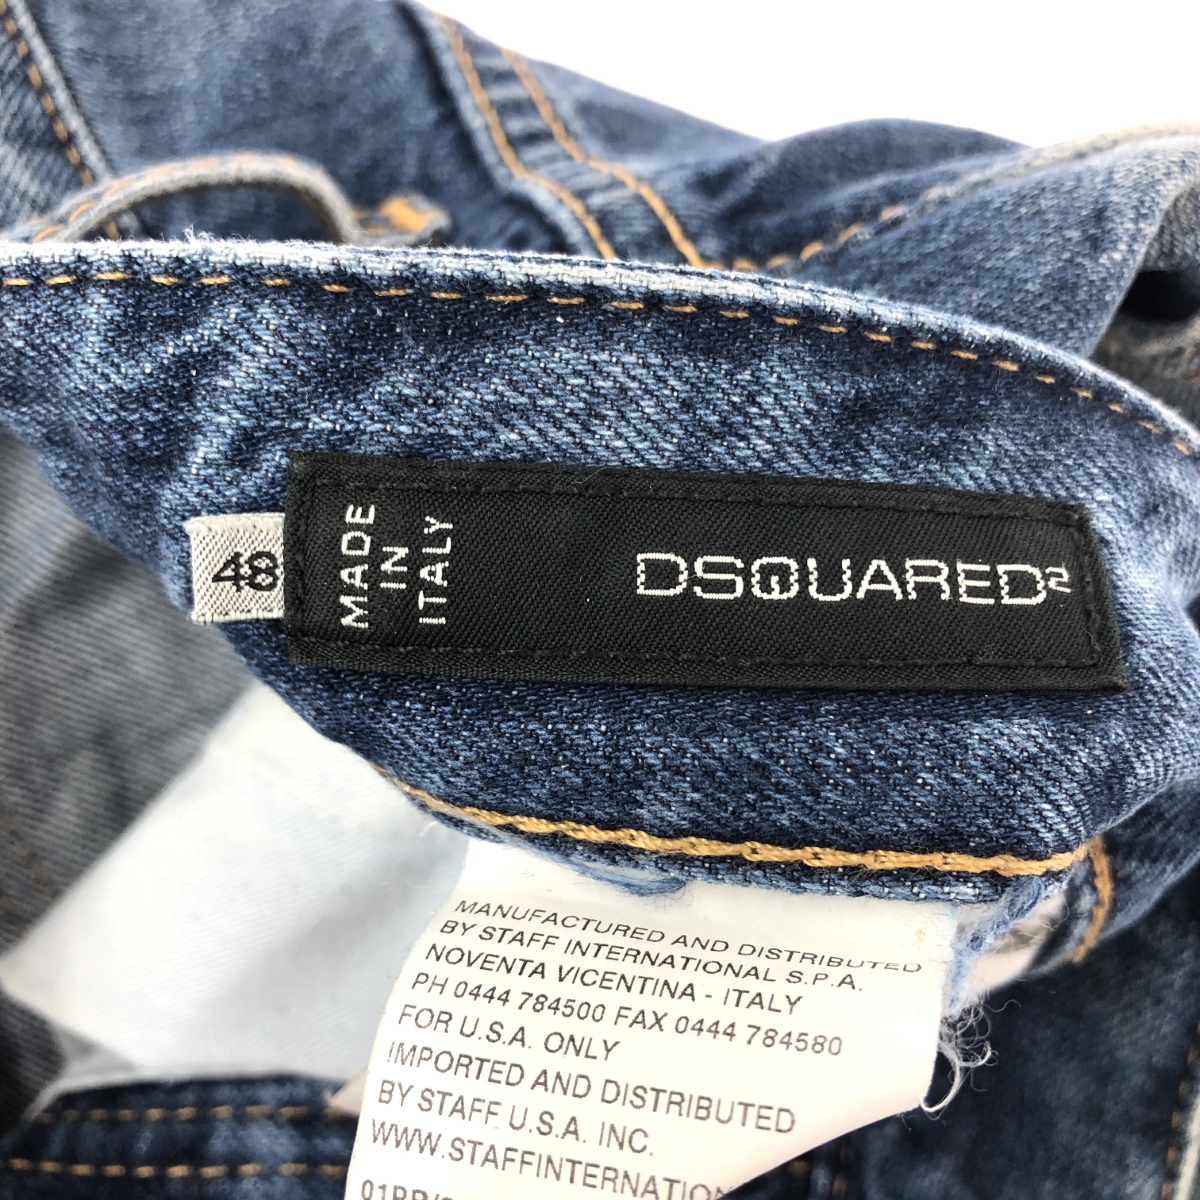 48
MADE
IN
ITALY
DSQUARED2
MANUFACTURED AND DISTRIBUTED
BY STAFF INTERNATIONAL S.P.A.
NOVENTA VICENTINA - ITALY
PH 0444 784500 FAX 0444 784580
FOR U.S.A. ONLY
IMPORTED AND DISTRIBUTED
BY STAFF U.S.A. INC.
WWW.STAFFINTERNATION